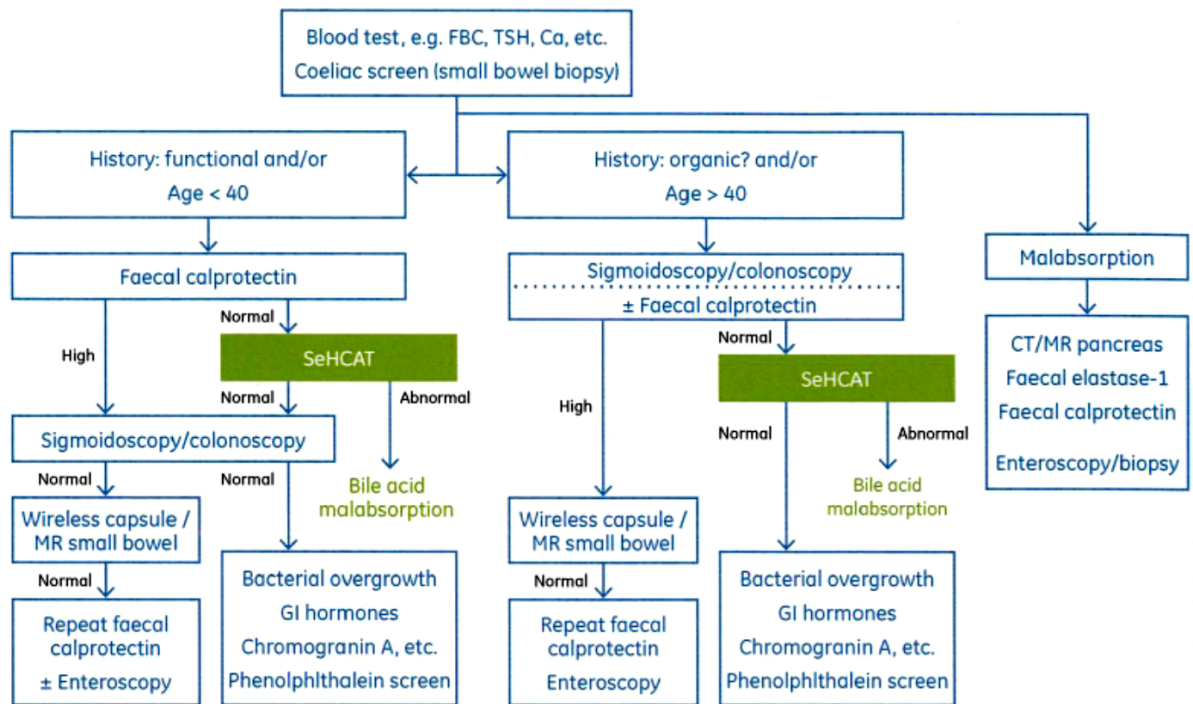 Blood test, e.g. FBC, TSH, Ca, etc.
Coeliac screen (small bowel biopsy)
History: functional and/or
Age < 40
Faecal calprotectin
High
Normal
SeHCAT
Normal
Abnormal
Sigmoidoscopy/colonoscopy
Bile acid
malabsorption
Normal
Normal
Wireless capsule /
MR small bowel
Normal
Repeat faecal
calprotectin
± Enteroscopy
Bacterial overgrowth
GI hormones
Chromogranin A, etc.
Phenolphlthalein screen
History: organic? and/or
Age > 40
Sigmoidoscopy/colonoscopy
± Faecal calprotectin
High
Normal
SeHCAT
Normal
Abnormal
Bile acid
malabsorption
Wireless capsule /
MR small bowel
Normal
Repeat faecal
calprotectin
Enteroscopy
Bacterial overgrowth
GI hormones
Chromogranin A, etc.
Phenolphlthalein screen
Malabsorption
CT/MR pancreas
Faecal elastase-1
Faecal calprotectin
Enteroscopy/biopsy